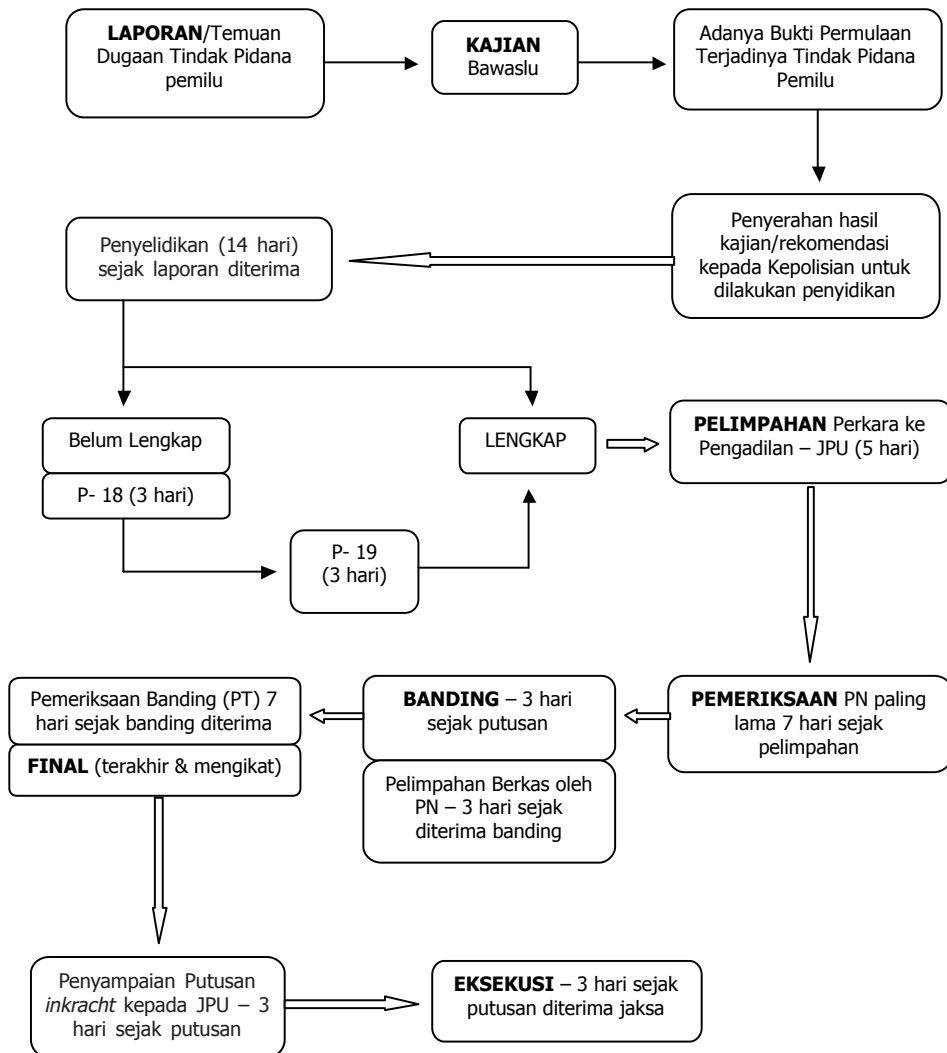 LAPORAN/Temuan
Dugaan Tindak Pidana
pemilu
KAJIAN
Bawaslu
Adanya Bukti Permulaan
Terjadinya Tindak Pidana
Pemilu
Penyerahan hasil
kajian/rekomendasi
kepada Kepolisian untuk
dilakukan penyidikan
Penyelidikan (14 hari)
sejak laporan diterima
Belum Lengkap
P- 18 (3 hari)
P- 19
(3 hari)
LENGKAP
PELIMPAHAN Perkara ke
Pengadilan – JPU (5 hari)
PEMERIKSAAN PN paling
lama 7 hari sejak
pelimpahan
BANDING – 3 hari
sejak putusan
Pelimpahan Berkas oleh
PN – 3 hari sejak
diterima banding
Pemeriksaan Banding (PT) 7
hari sejak banding diterima
FINAL (terakhir & mengikat)
Penyampaian Putusan
inkracht kepada JPU – 3
hari sejak putusan
EKSEKUSI – 3 hari sejak
putusan diterima jaksa